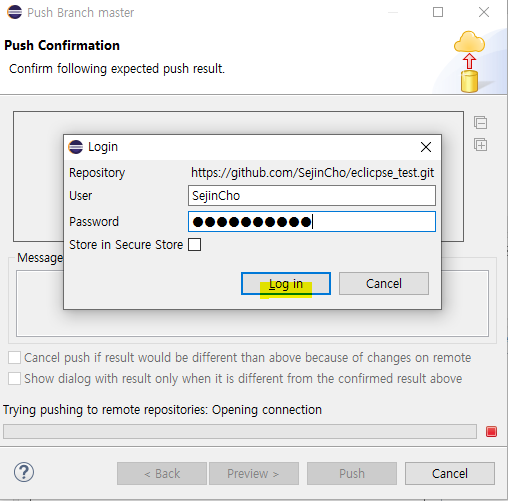 Push Branch master
Push Confirmation
Confirm following expected push result.
Login
Repository https://github.com/SejinCho/eclicpse_test.git
User SejinCho
Password ●●●●●●●●●●
Store in Secure Store
Log in Cancel
Message
Cancel push if result would be different than above because of changes on remote
Show dialog with result only when it is different from the confirmed result above
Trying pushing to remote repositories: Opening connection
? < Back Preview > Push Cancel